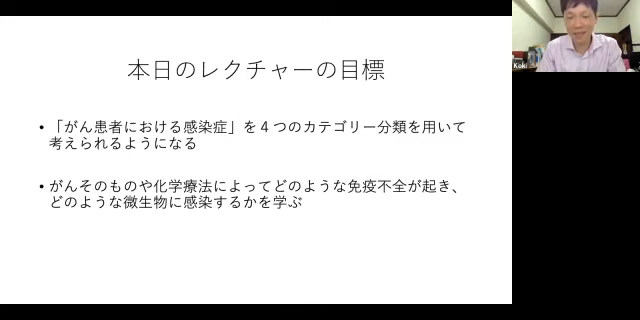 本日のレクチャーの目標
•「がん患者における感染症」を４つのカテゴリー分類を用いて
考えられるようになる
• がんそのものや化学療法によってどのような免疫不全が起き、
どのような微生物に感染するかを学ぶ
Koki